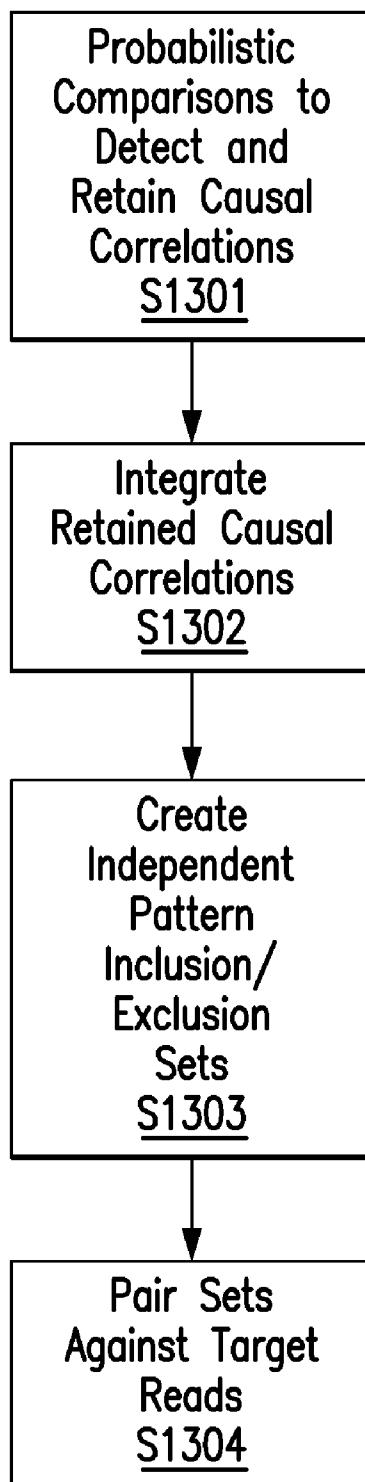 Probabilistic
Comparisons to
Detect and
Retain Causal
Correlations
S1301
Integrate
Retained Causal
Correlations
S1302
Create
Independent
Pattern
Inclusion/
Exclusion
Sets
S1303
Pair Sets
Against Target
Reads
S1304